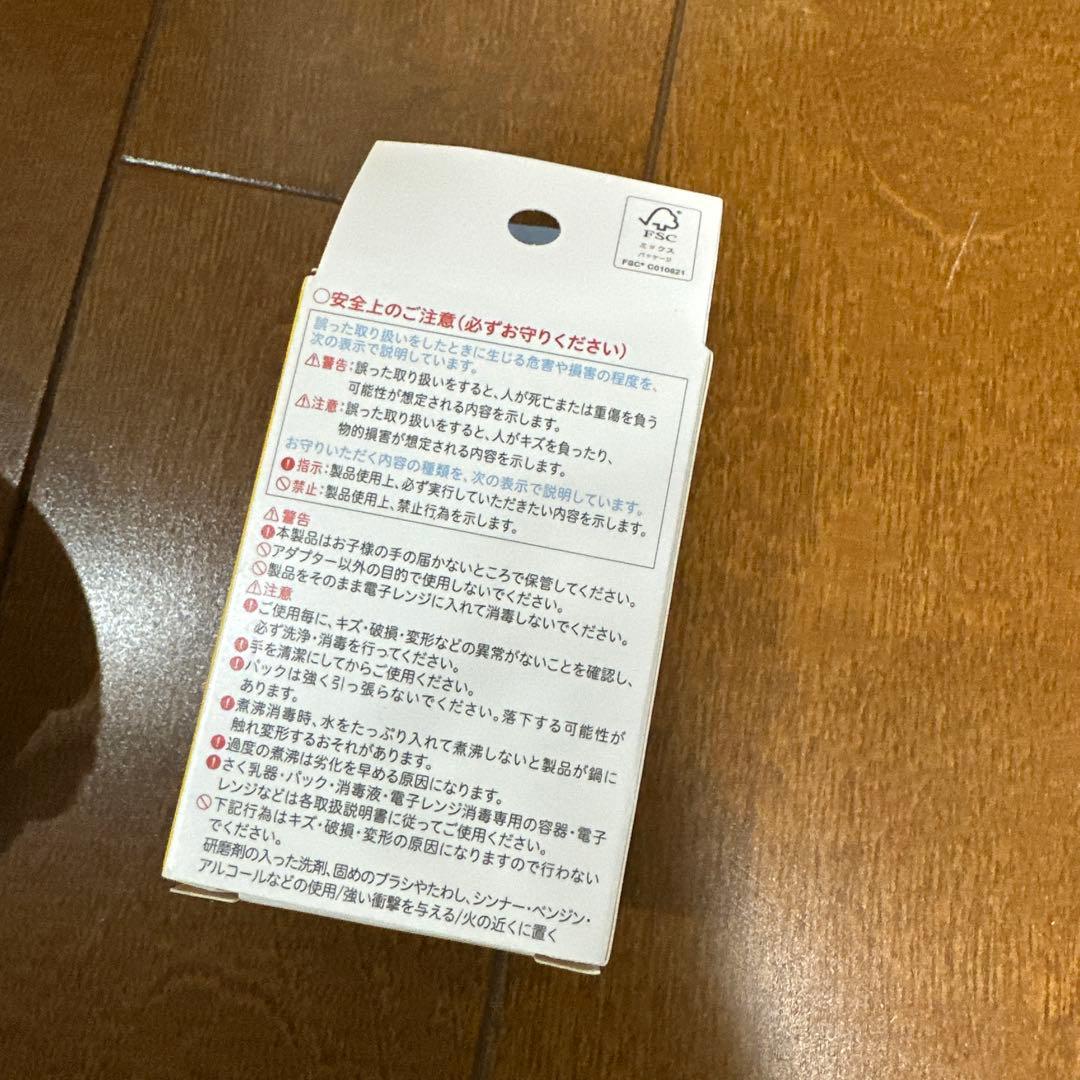 FSC
ミックス
パッケージ
FSC® C010821
○安全上のご注意(必ずお守りください)
誤った取り扱いをしたときに生じる危害や損害の程度を、
次の表示で説明しています。
⚠警告:誤った取り扱いをすると、人が死亡または重傷を負う
可能性が想定される内容を示します。
⚠注意:誤った取り扱いをすると、人がキズを負ったり、
物的損害が想定される内容を示します。
お守りいただく内容の種類を、次の表示で説明しています。
❗指示:製品使用上、必ず実行していただきたい内容を示します。
🚫禁止:製品使用上、禁止行為を示します。
⚠警告
❗本製品はお子様の手の届かないところで保管してください。
🚫アダプター以外の目的で使用しないでください。
🚫製品をそのまま電子レンジに入れて消毒しないでください。
⚠注意
❗ご使用毎に、キズ・破損・変形などの異常がないことを確認し、
必ず洗浄・消毒を行ってください。
❗手を清潔にしてからご使用ください。
❗パックは強く引っ張らないでください。落下する可能性が
あります。
❗煮沸消毒時、水をたっぷり入れて煮沸しないと製品が鍋に
触れ変形するおそれがあります。
❗過度の煮沸は劣化を早める原因になります。
❗さく乳器・パック・消毒液・電子レンジ消毒専用の容器・電子
レンジなどは各取扱説明書に従ってご使用ください。
🚫下記行為はキズ・破損・変形の原因になりますので行わない
でください。
研磨剤の入った洗剤、固めのブラシやたわし、シンナー・ベンジン・
アルコールなどの使用/強い衝撃を与える/火の近くに置く